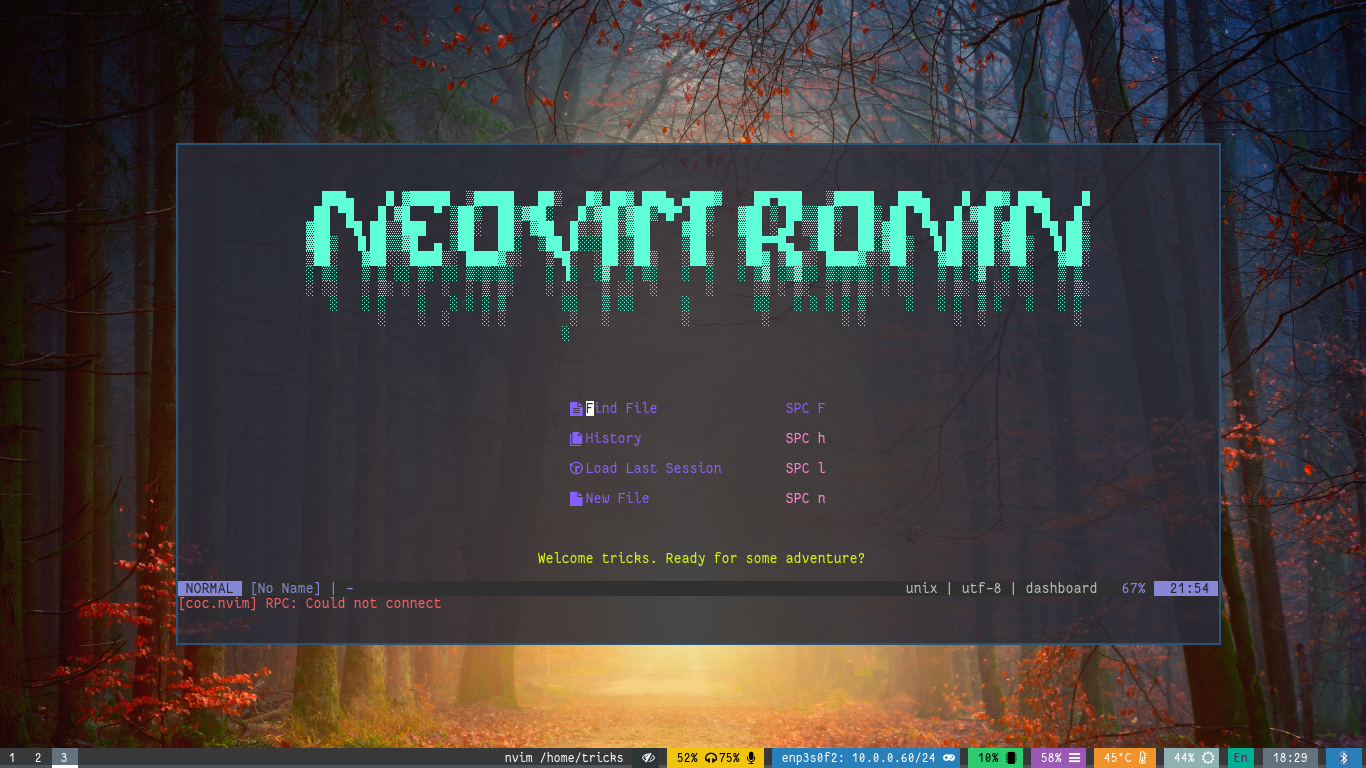 NEOVIM RONIN
Find File SPC F
History SPC h
Load Last Session SPC l
New File SPC n
Welcome tricks. Ready for some adventure?
NORMAL [No Name] | - unix | utf-8 | dashboard 67% 21:54
[coc.nvim] RPC: Could not connect
1 2 3 nvim /home/tricks 52% 75% enp3s0f2: 10.0.0.60/24 10% 58% 45°C 44% En 18:29